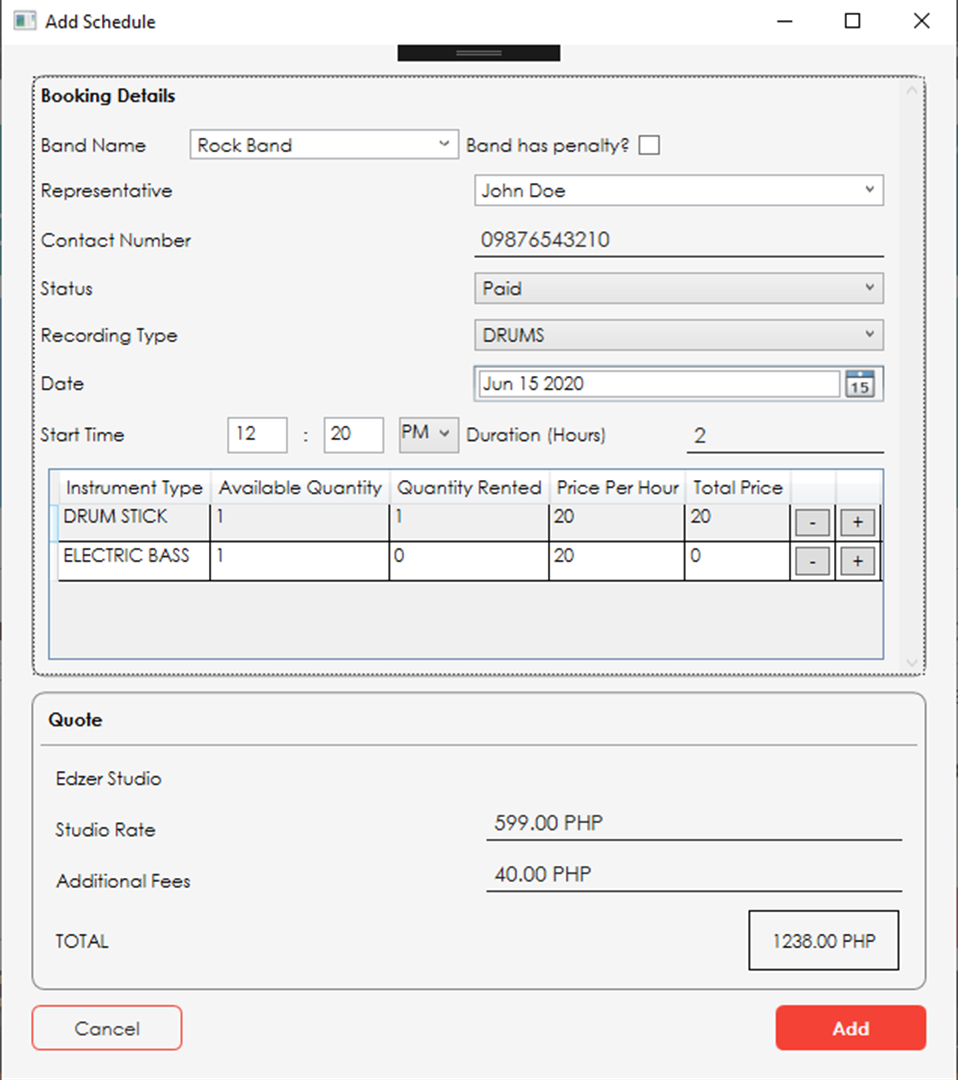 Add Schedule
Booking Details
Band Name Rock Band Band has penalty?
Representative John Doe
Contact Number 09876543210
Status Paid
Recording Type DRUMS
Date Jun 15 2020 15
Start Time 12 : 20 PM Duration (Hours) 2
Instrument Type Available Quantity Quantity Rented Price Per Hour Total Price
DRUM STICK 1 1 20 20 - +
ELECTRIC BASS 1 0 20 0 - +
Quote
Edzer Studio
Studio Rate 599.00 PHP
Additional Fees 40.00 PHP
TOTAL 1238.00 PHP
Cancel Add